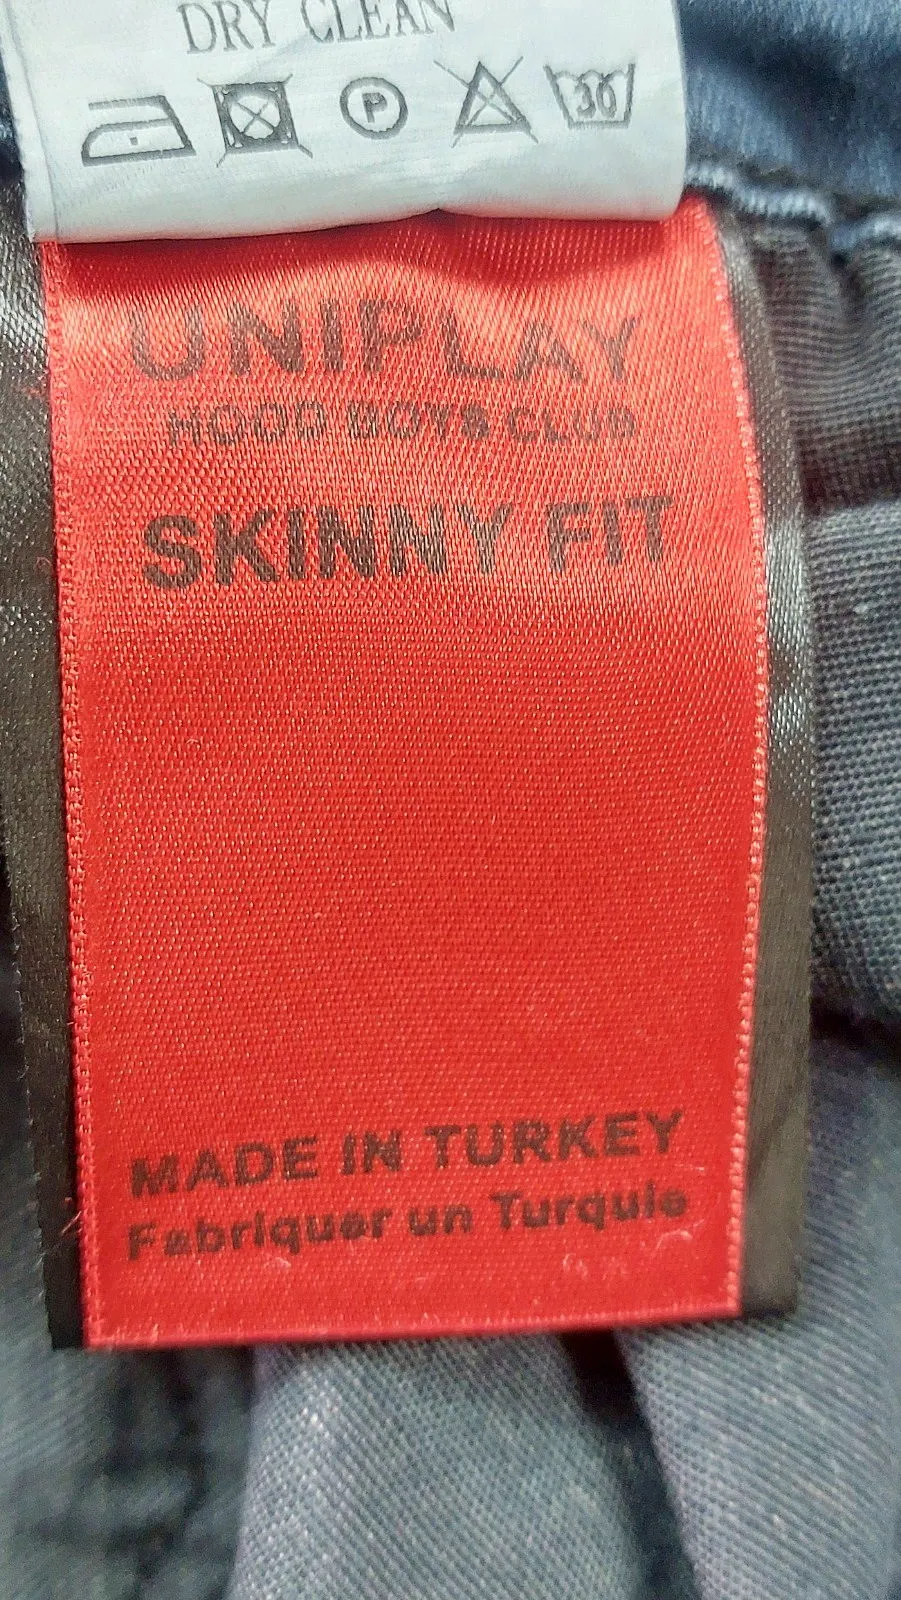 DRY CLEAN
P
30
UNIPLAY
HOOD BOYS CLUB
SKINNY FIT
MADE IN TURKEY
Fabriquer un Turquie